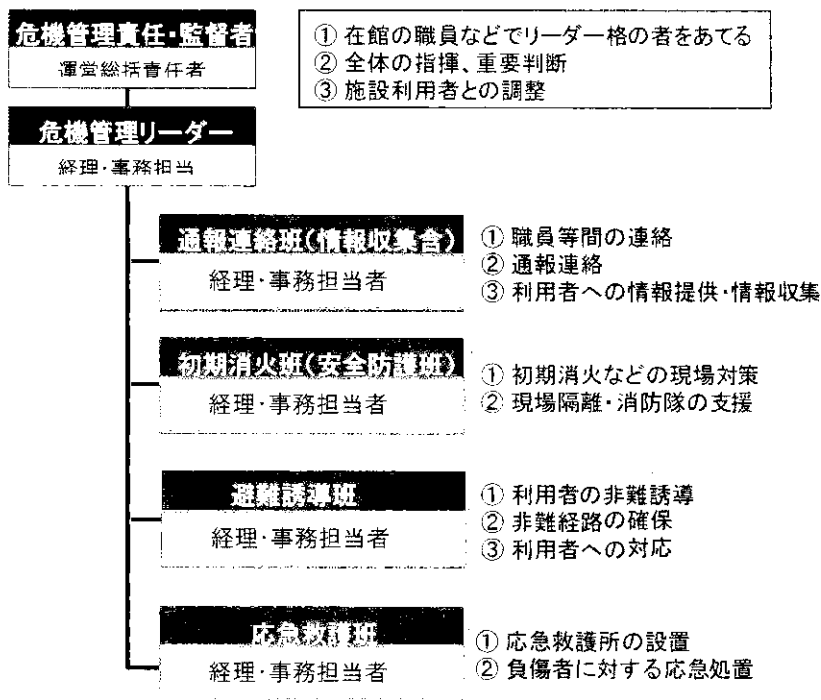 危機管理責任・監督者
運営総括責任者
① 在館の職員などでリーダー格の者をあてる
② 全体の指揮、重要判断
③ 施設利用者との調整
危機管理リーダー
経理・事務担当
通報連絡班（情報収集含）
経理・事務担当者
① 職員等間の連絡
② 通報連絡
③ 利用者への情報提供・情報収集
初期消火班（安全防護班）
経理・事務担当者
① 初期消火などの現場対策
② 現場隔離・消防隊の支援
避難誘導班
経理・事務担当者
① 利用者の非難誘導
② 非難経路の確保
③ 利用者への対応
応急救護班
経理・事務担当者
① 応急救護所の設置
② 負傷者に対する応急処置